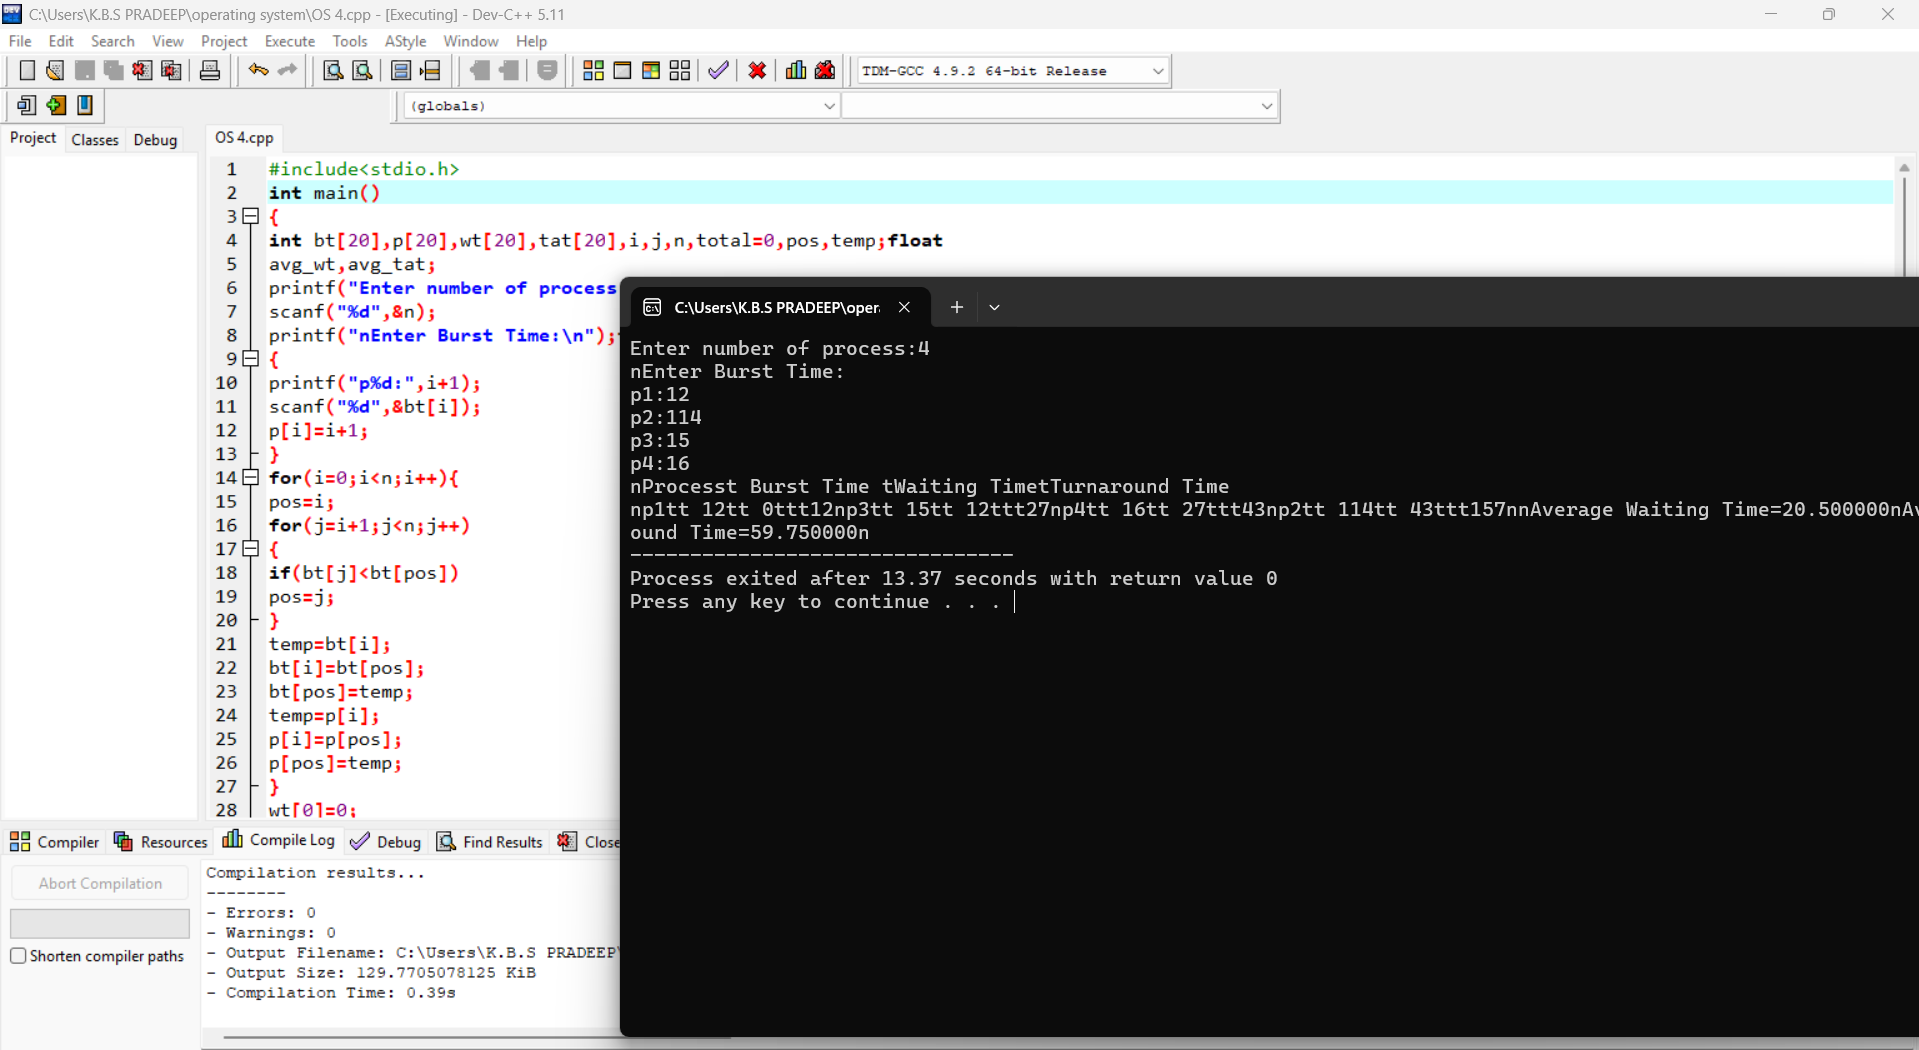 C:\Users\K.B.S PRADEEP\operating system\OS 4.cpp - [Executing] - Dev-C++ 5.11
File Edit Search View Project Execute Tools AStyle Window Help
TDM-GCC 4.9.2 64-bit Release
(globals)
Project Classes Debug
OS 4.cpp
1 #include<stdio.h>
2 int main()
3 {
4 int bt[20],p[20],wt[20],tat[20],i,j,n,total=0,pos,temp;float
5 avg_wt,avg_tat;
6 printf("Enter number of process
7 scanf("%d",&n);
8 printf("nEnter Burst Time:\n");
9 {
10 printf("p%d:",i+1);
11 scanf("%d",&bt[i]);
12 p[i]=i+1;
13 }
14 for(i=0;i<n;i++){
15 pos=i;
16 for(j=i+1;j<n;j++)
17 {
18 if(bt[j]<bt[pos])
19 pos=j;
20 }
21 temp=bt[i];
22 bt[i]=bt[pos];
23 bt[pos]=temp;
24 temp=p[i];
25 p[i]=p[pos];
26 p[pos]=temp;
27 }
28 wt[0]=0;
C:\Users\K.B.S PRADEEP\oper
Enter number of process:4
nEnter Burst Time:
p1:12
p2:114
p3:15
p4:16
nProcesst Burst Time tWaiting TimetTurnaround Time
np1tt 12tt 0ttt12np3tt 15tt 12ttt27np4tt 16tt 27ttt43np2tt 114tt 43ttt157nnAverage Waiting Time=20.500000nAv
ound Time=59.750000n
--------------------------------
Process exited after 13.37 seconds with return value 0
Press any key to continue . . .
Compiler Resources Compile Log Debug Find Results Close
Abort Compilation
Shorten compiler paths
Compilation results...
--------
- Errors: 0
- Warnings: 0
- Output Filename: C:\Users\K.B.S PRADEEP\
- Output Size: 129.7705078125 KiB
- Compilation Time: 0.39s